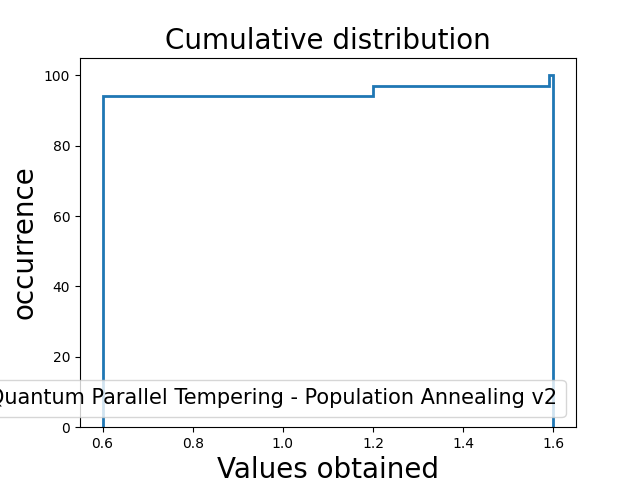 Cumulative distribution
occurrence
100
80
60
40
20
0
Quantum Parallel Tempering - Population Annealing v2
0.6 0.8 1.0 1.2 1.4 1.6
Values obtained